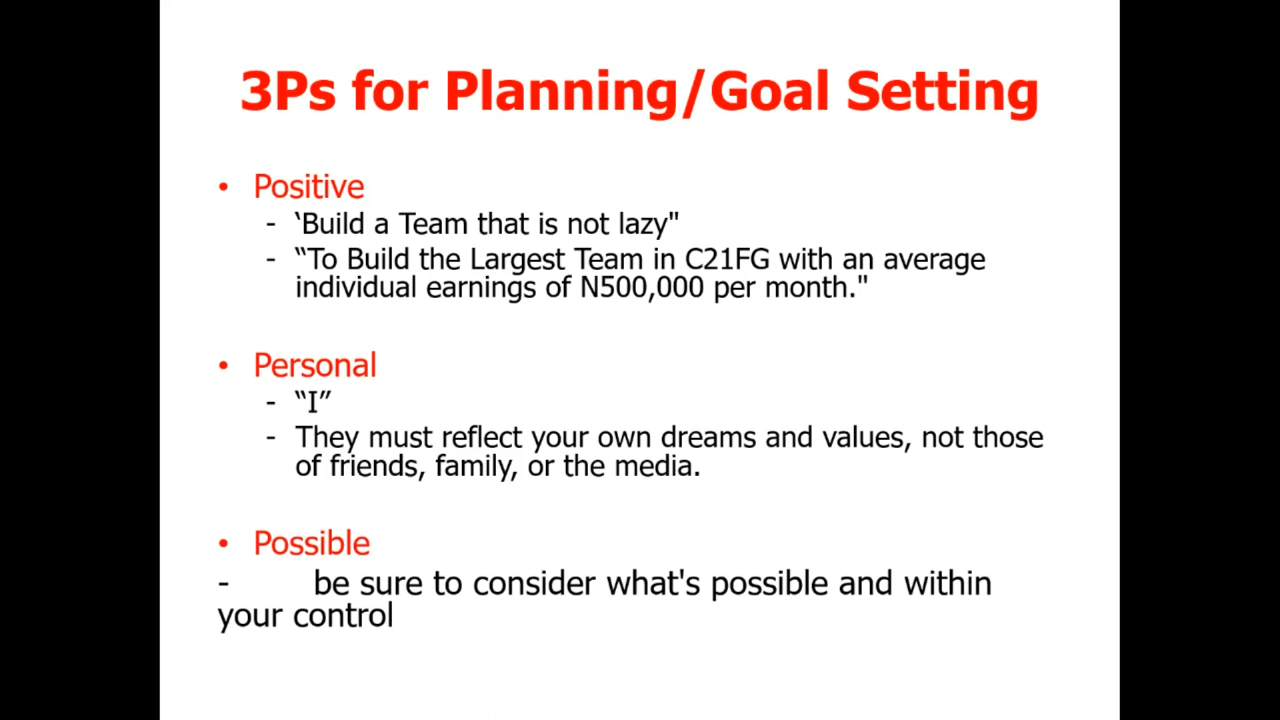 3Ps for Planning/Goal Setting
• Positive
- ‘Build a Team that is not lazy"
- “To Build the Largest Team in C21FG with an average
individual earnings of N500,000 per month."
• Personal
- “I”
- They must reflect your own dreams and values, not those
of friends, family, or the media.
• Possible
- be sure to consider what's possible and within
your control